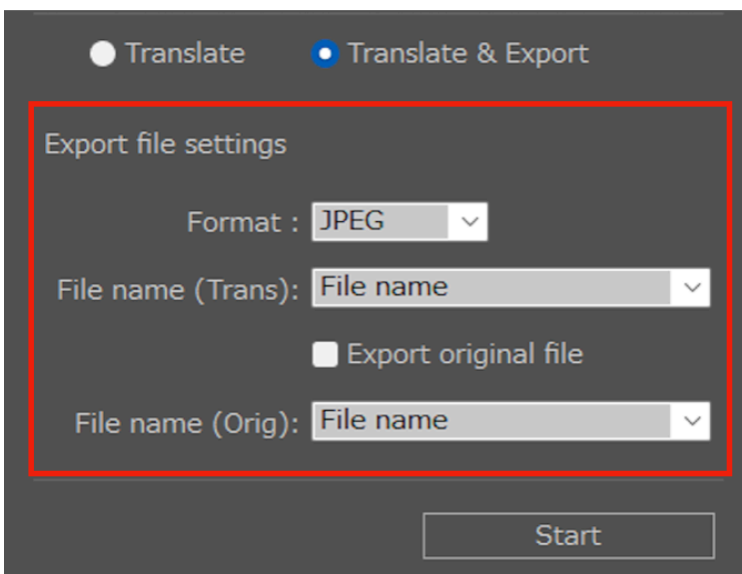 Translate Translate & Export
Export file settings
Format : JPEG
File name (Trans): File name
Export original file
File name (Orig): File name
Start